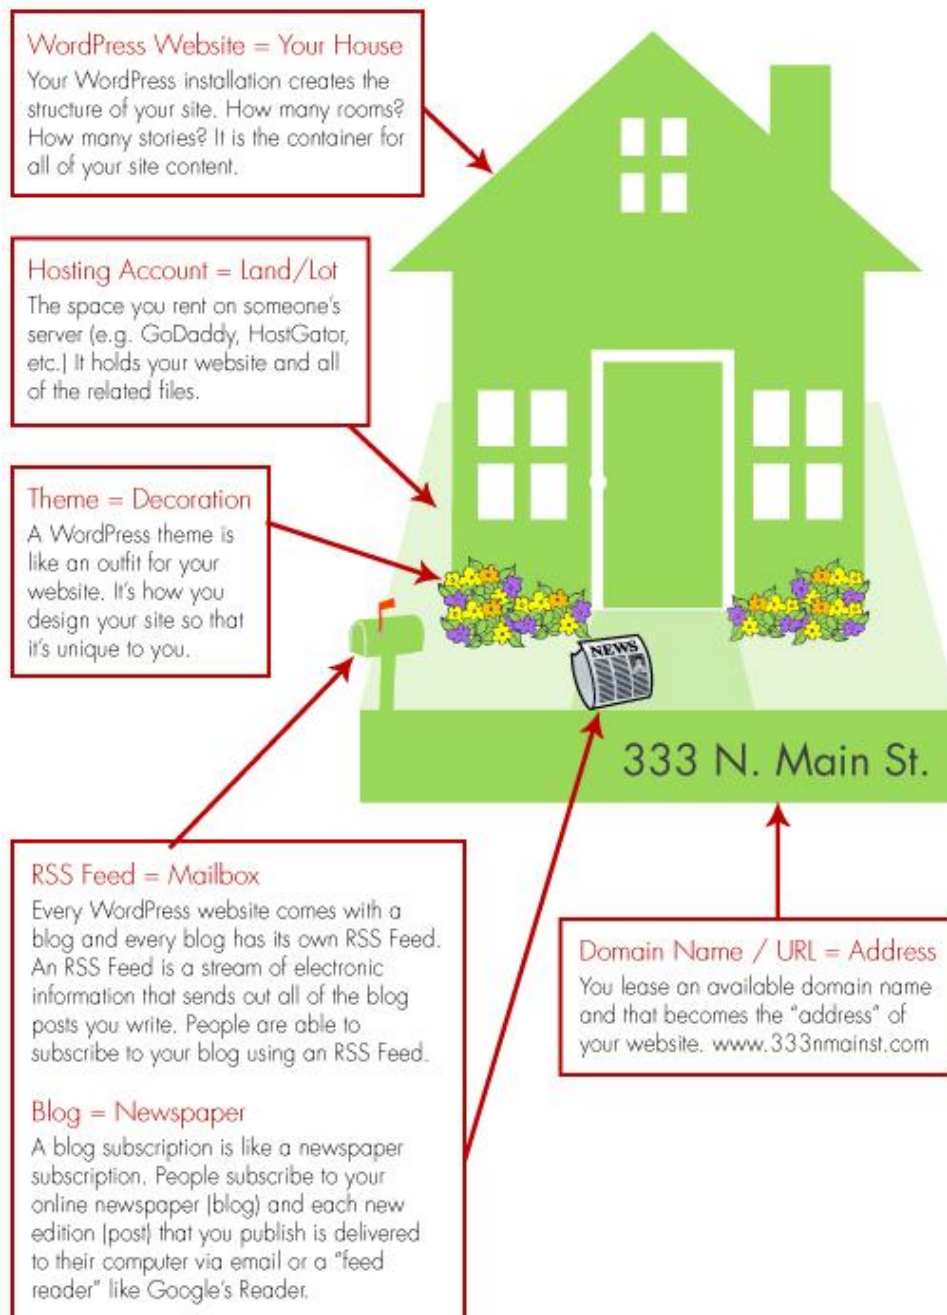 WordPress Website = Your House
Your WordPress installation creates the
structure of your site. How many rooms?
How many stories? It is the container for
all of your site content.
Hosting Account = Land/Lot
The space you rent on someone's
server (e.g. GoDaddy, HostGator,
etc.) It holds your website and all
of the related files.
Theme = Decoration
A WordPress theme is
like an outfit for your
website. It's how you
design your site so that
it's unique to you.
NEWS
333 N. Main St.
RSS Feed = Mailbox
Every WordPress website comes with a
blog and every blog has its own RSS Feed.
An RSS Feed is a stream of electronic
information that sends out all of the blog
posts you write. People are able to
subscribe to your blog using an RSS Feed.
Blog = Newspaper
A blog subscription is like a newspaper
subscription. People subscribe to your
online newspaper (blog) and each new
edition (post) that you publish is delivered
to their computer via email or a "feed
reader" like Google's Reader.
Domain Name / URL = Address
You lease an available domain name
and that becomes the "address" of
your website. www.333nmainst.com